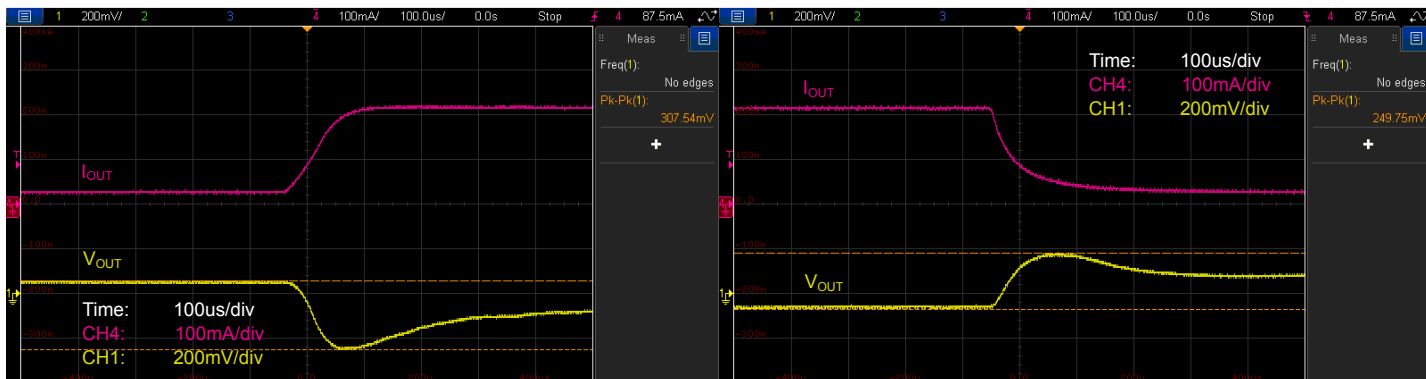 1 200mV/ 2 3 4 100mA/ 100.0us/ 0.0s Stop 4 87.5mA
400mA
Meas
Freq(1):
No edges
Pk-Pk(1):
307.54mV
+
T
IOUT
VOUT
Time: 100us/div
CH4: 100mA/div
CH1: 200mV/div
1 200mV/ 2 3 4 100mA/ 100.0us/ 0.0s Stop 4 87.5mA
Meas
Freq(1):
No edges
Pk-Pk(1):
249.75mV
+
Time: 100us/div
CH4: 100mA/div
CH1: 200mV/div
IOUT
VOUT